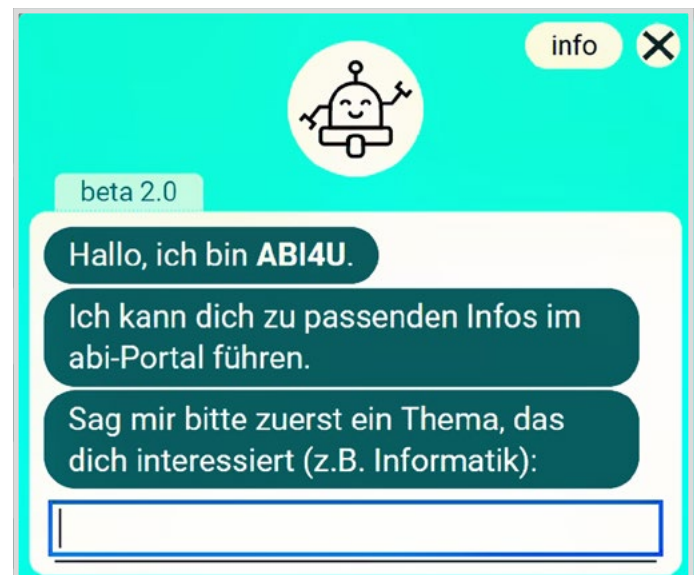 info
beta 2.0
Hallo, ich bin ABI4U.
Ich kann dich zu passenden Infos im
abi-Portal führen.
Sag mir bitte zuerst ein Thema, das
dich interessiert (z.B. Informatik):